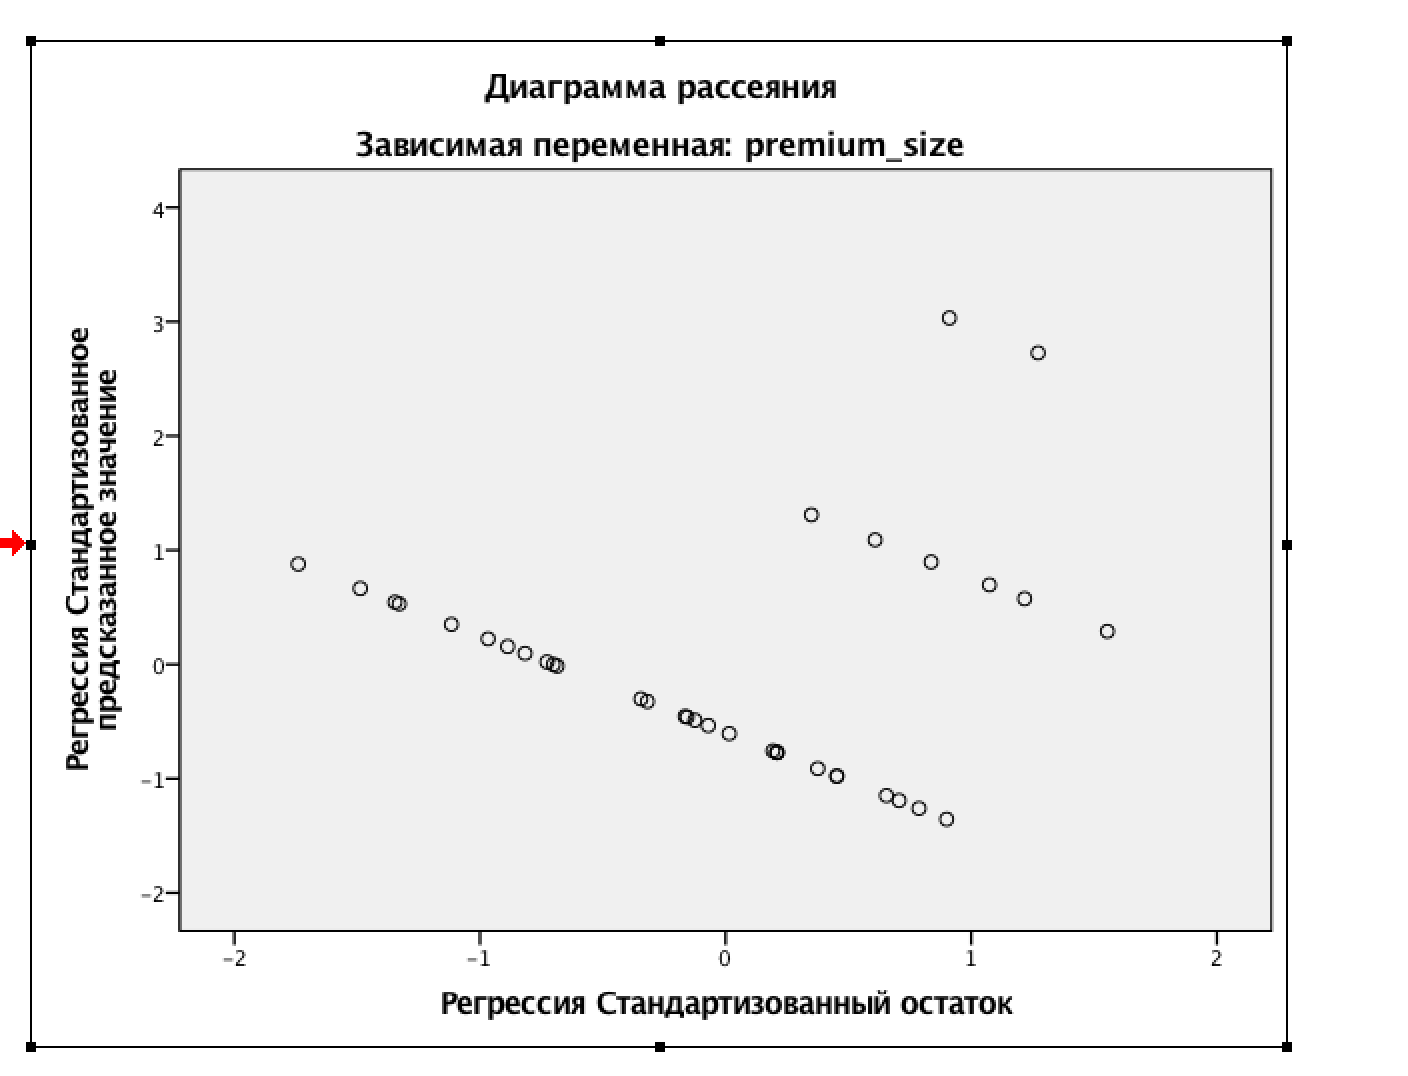 Диаграмма рассеяния
Зависимая переменная: premium_size
Регрессия Стандартизованное
предсказанное значение
4
3
2
1
0
−1
−2
−2
−1
0
1
2
Регрессия Стандартизованный остаток